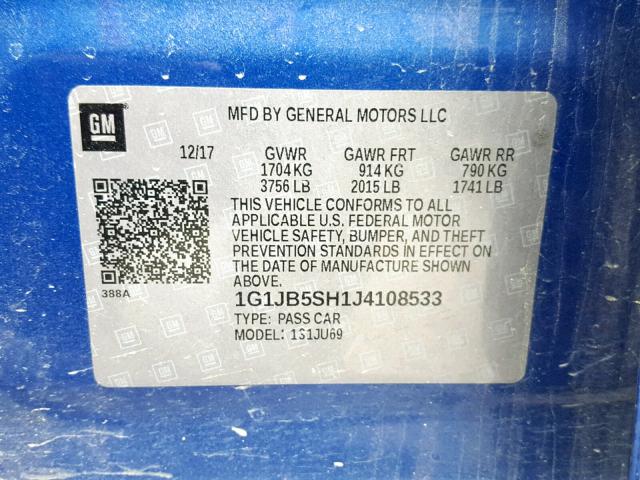 GM
MFD BY GENERAL MOTORS LLC
12/17 GVWR GAWR FRT GAWR RR
1704 KG 914 KG 790 KG
3756 LB 2015 LB 1741 LB
THIS VEHICLE CONFORMS TO ALL
APPLICABLE U.S. FEDERAL MOTOR
VEHICLE SAFETY, BUMPER, AND THEFT
PREVENTION STANDARDS IN EFFECT ON
THE DATE OF MANUFACTURE SHOWN
ABOVE.
388A
1G1JB5SH1J4108533
TYPE: PASS CAR
MODEL: 1S1JU69